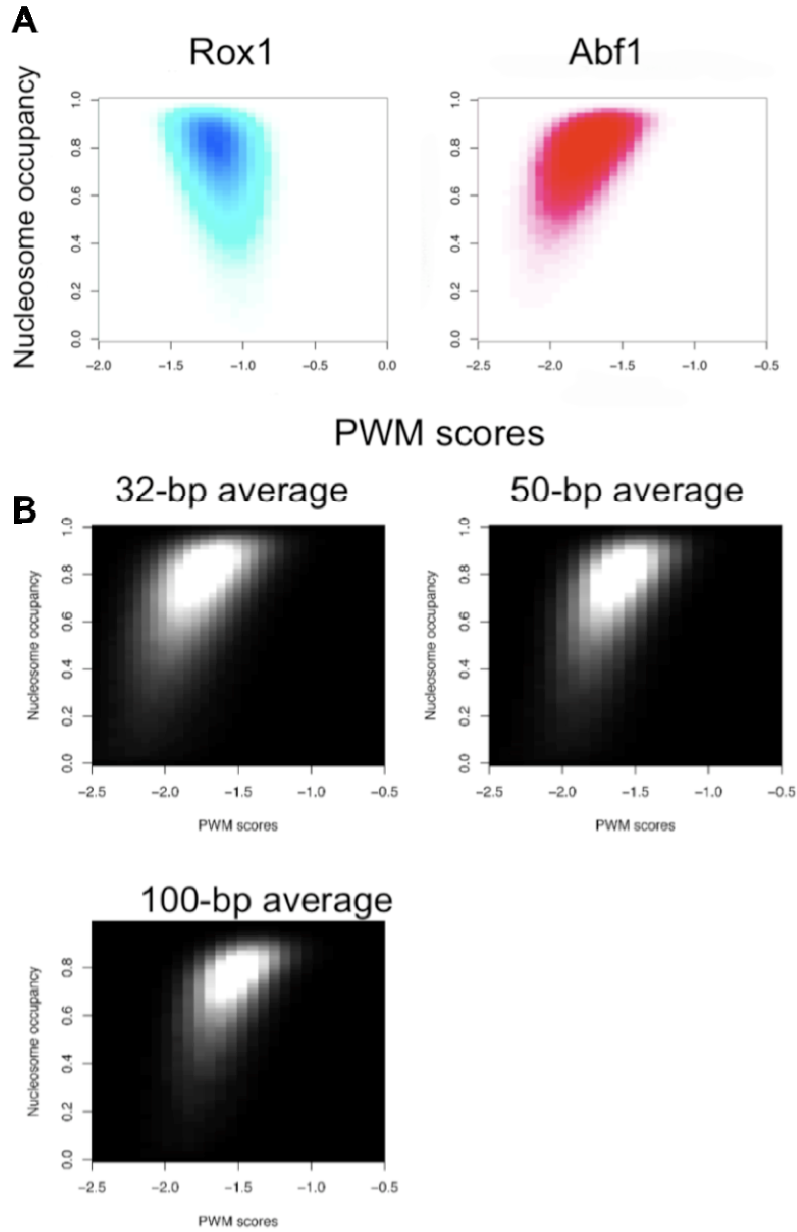 A
Rox1
Abf1
Nucleosome occupancy
1.0
0.8
0.6
0.4
0.2
0.0
−2.0 −1.5 −1.0 −0.5 0.0
1.0
0.8
0.6
0.4
0.2
0.0
−2.5 −2.0 −1.5 −1.0 −0.5
PWM scores
B
32-bp average
Nucleosome occupancy
1.0
0.8
0.6
0.4
0.2
0.0
−2.5 −2.0 −1.5 −1.0 −0.5
PWM scores
50-bp average
Nucleosome occupancy
1.0
0.8
0.6
0.4
0.2
0.0
−2.5 −2.0 −1.5 −1.0 −0.5
PWM scores
100-bp average
Nucleosome occupancy
0.8
0.6
0.4
0.2
0.0
−2.5 −2.0 −1.5 −1.0 −0.5
PWM scores